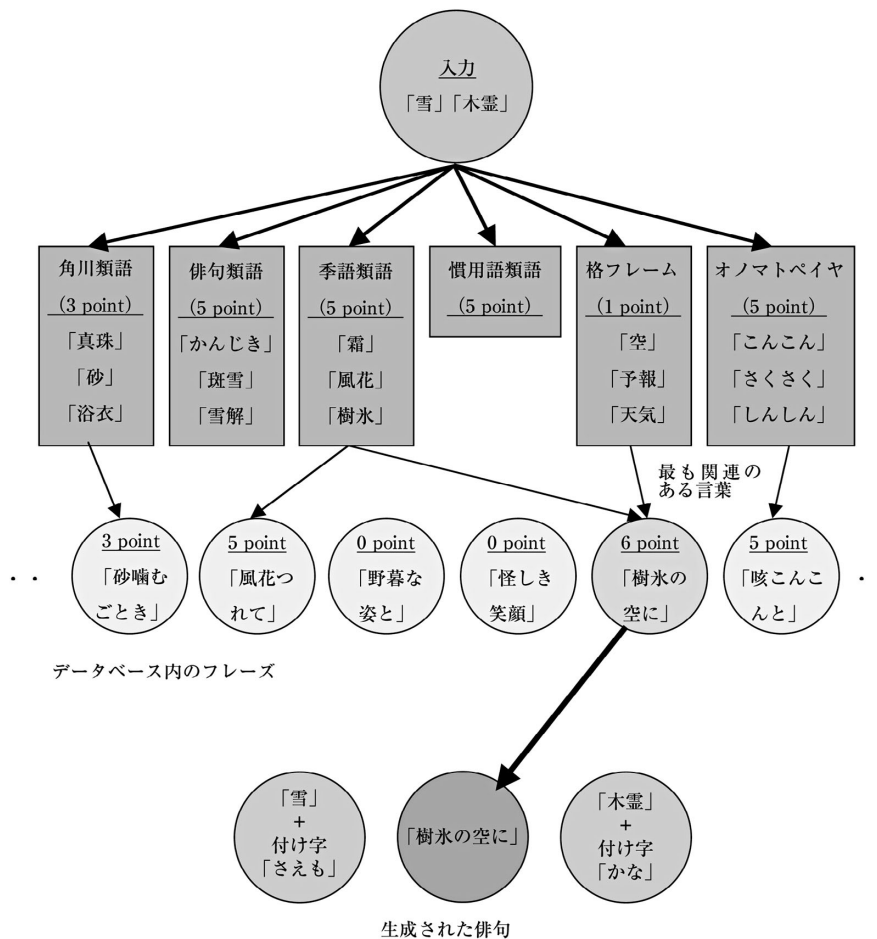 入力
「雪」「木霊」
角川類語
（3 point）
「真珠」
「砂」
「浴衣」
俳句類語
（5 point）
「かんじき」
「斑雪」
「雪解」
季語類語
（5 point）
「霜」
「風花」
「樹氷」
慣用語類語
（5 point）
格フレーム
（1 point）
「空」
「予報」
「天気」
オノマトペイヤ
（5 point）
「こんこん」
「さくさく」
「しんしん」
最も関連の
ある言葉
・・
3 point
「砂噛む
ごとき」
5 point
「風花つ
れて」
0 point
「野暮な
姿と」
0 point
「怪しき
笑顔」
6 point
「樹氷の
空に」
5 point
「咳こんこ
んと」
・
データベース内のフレーズ
「雪」
+
付け字
「さえも」
「樹氷の空に」
「木霊」
+
付け字
「かな」
生成された俳句